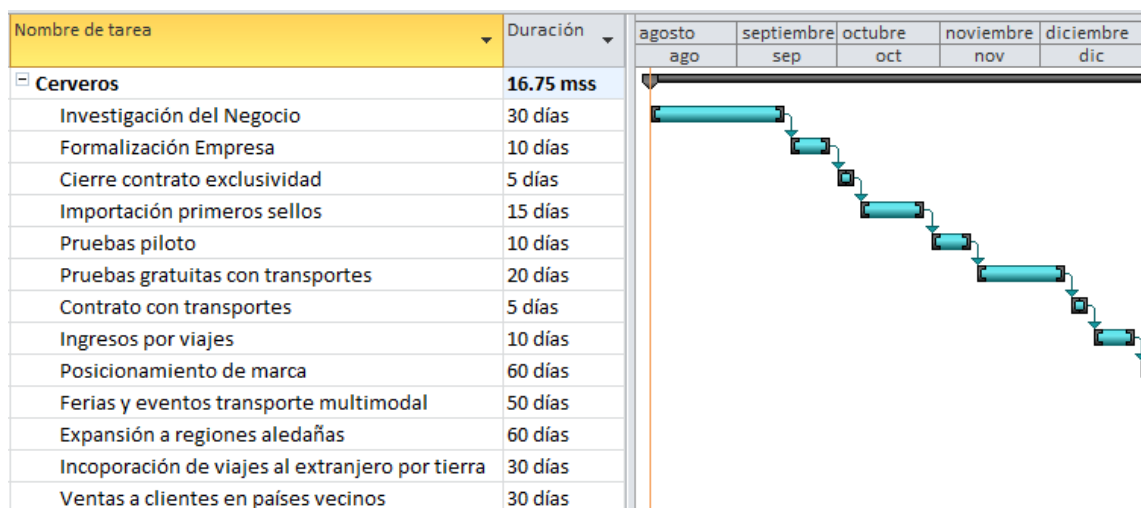 Nombre de tarea Duración agosto septiembre octubre noviembre diciembre
ago sep oct nov dic
Cerveros 16.75 mss
Investigación del Negocio 30 días
Formalización Empresa 10 días
Cierre contrato exclusividad 5 días
Importación primeros sellos 15 días
Pruebas piloto 10 días
Pruebas gratuitas con transportes 20 días
Contrato con transportes 5 días
Ingresos por viajes 10 días
Posicionamiento de marca 60 días
Ferias y eventos transporte multimodal 50 días
Expansión a regiones aledañas 60 días
Incoporación de viajes al extranjero por tierra 30 días
Ventas a clientes en países vecinos 30 días